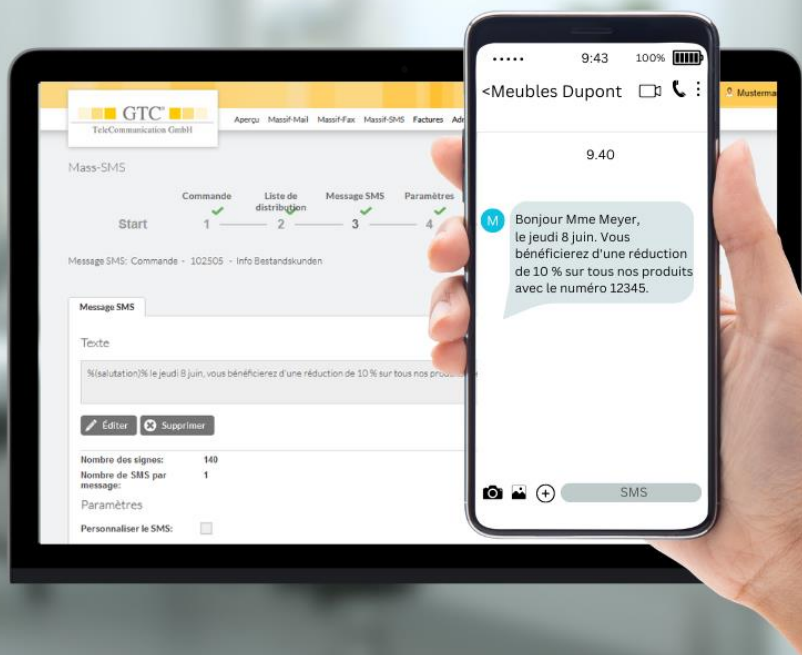 GTC
TeleCommunication GmbH
Aperçu Massif-Mail Massif-Fax Massif-SMS Factures
Mass-SMS
Commande Liste de distribution Message SMS Paramètres
Start 1 2 3 4
Message SMS: Commande - 102505 - Info Bestandskunden
Message SMS
Texte
%(salutation)% le jeudi 8 juin, vous bénéficierez d'une réduction de 10 % sur tous nos
Éditer Supprimer
Nombre des signes: 140
Nombre de SMS par message: 1
Paramètres
Personnaliser le SMS:
9:43 100%
<Meubles Dupont
9.40
M
Bonjour Mme Meyer,
le jeudi 8 juin. Vous
bénéficierez d'une réduction
de 10 % sur tous nos produits
avec le numéro 12345.
SMS